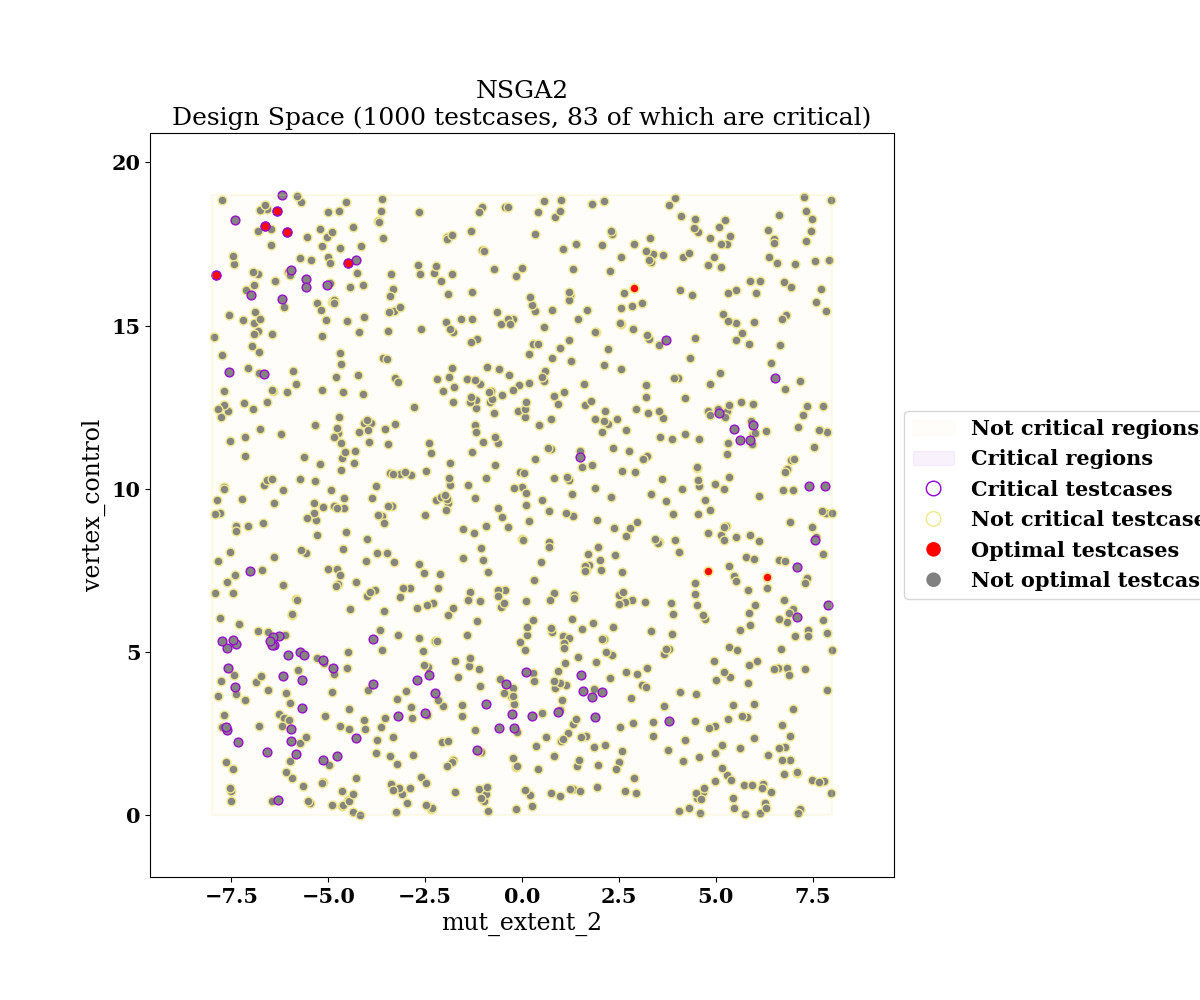 NSGA2
Design Space (1000 testcases, 83 of which are critical)
vertex_control
20
15
10
5
0
−7.5 −5.0 −2.5 0.0 2.5 5.0 7.5
mut_extent_2
Not critical regions
Critical regions
Critical testcases
Not critical testcase
Optimal testcases
Not optimal testcas